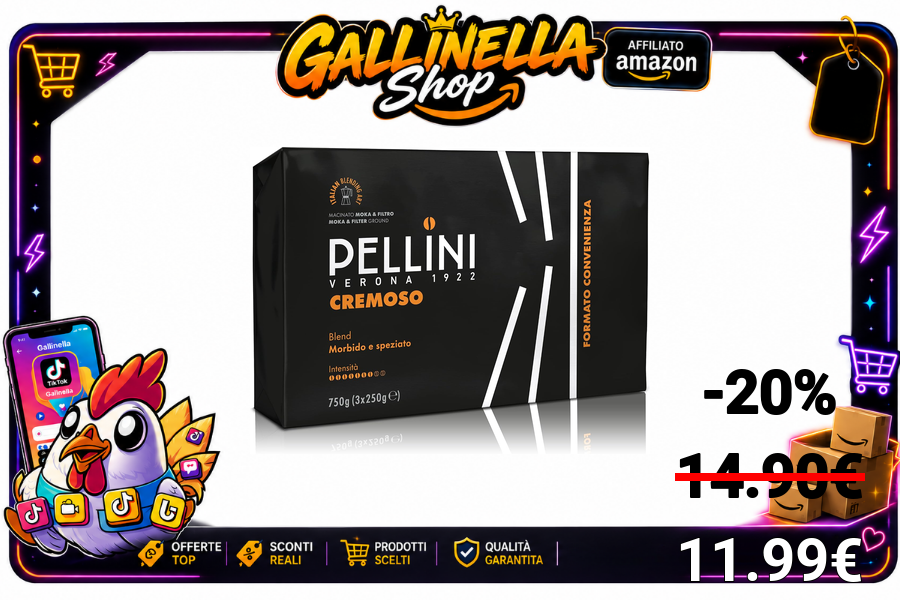 GALLINELLA
Shop
AFFILIATO
amazon
ITALIAN BLENDING ART
MACINATO MOKA & FILTRO
MOKA & FILTER GROUND
PELLINI
VERONA 1922
CREMOSO
Blend
Morbido e speziato
Intensità
750g (3x250g e)
FORMATO CONVENIENZA
Gallinella
TikTok
Gallinella
-20%
14.90€
11.99€
OFFERTE
TOP
SCONTI
REALI
PRODOTTI
SCELTI
QUALITÀ
GARANTITA